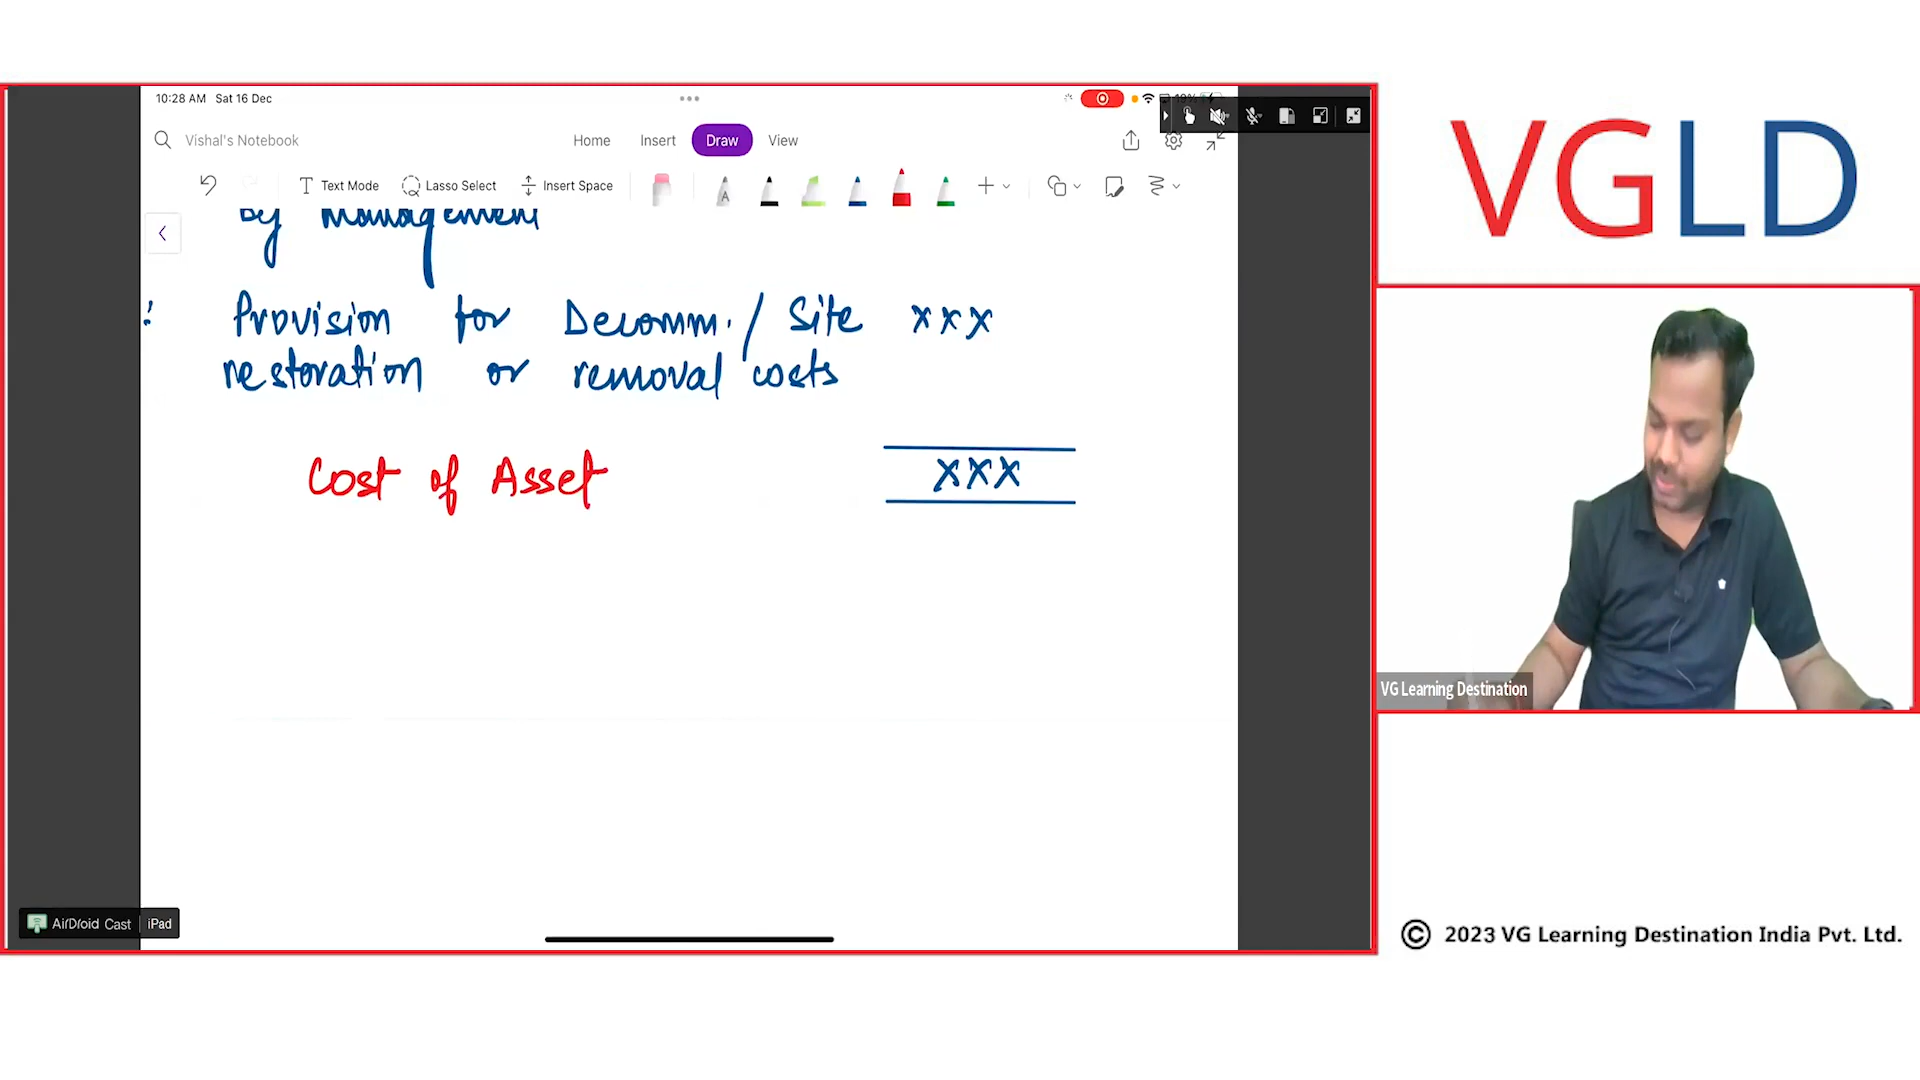 10:28 AM Sat 16 Dec
19%
Vishal's Notebook
Home Insert Draw View
Text Mode Lasso Select Insert Space
by management
: Provision for Decomm. / Site xxx
restoration or removal costs
Cost of Asset xxx
AirDroid Cast iPad
VGLD
VG Learning Destination
© 2023 VG Learning Destination India Pvt. Ltd.